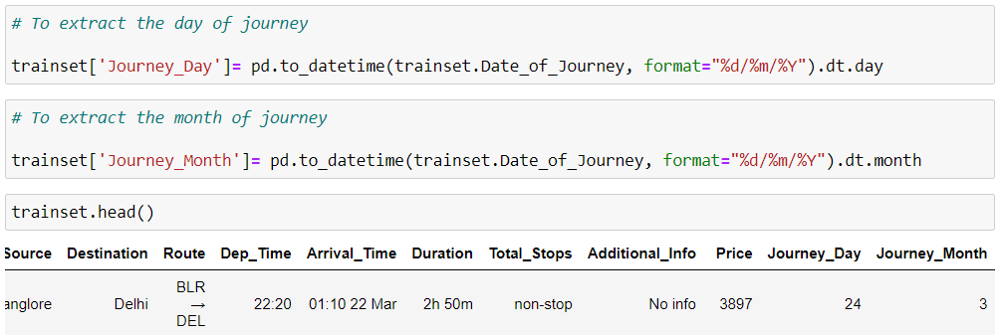 # To extract the day of journey
trainset['Journey_Day']= pd.to_datetime(trainset.Date_of_Journey, format="%d/%m/%Y").dt.day
# To extract the month of journey
trainset['Journey_Month']= pd.to_datetime(trainset.Date_of_Journey, format="%d/%m/%Y").dt.month
trainset.head()
Source Destination Route Dep_Time Arrival_Time Duration Total_Stops Additional_Info Price Journey_Day Journey_Month
anglore Delhi BLR → DEL 22:20 01:10 22 Mar 2h 50m non-stop No info 3897 24 3